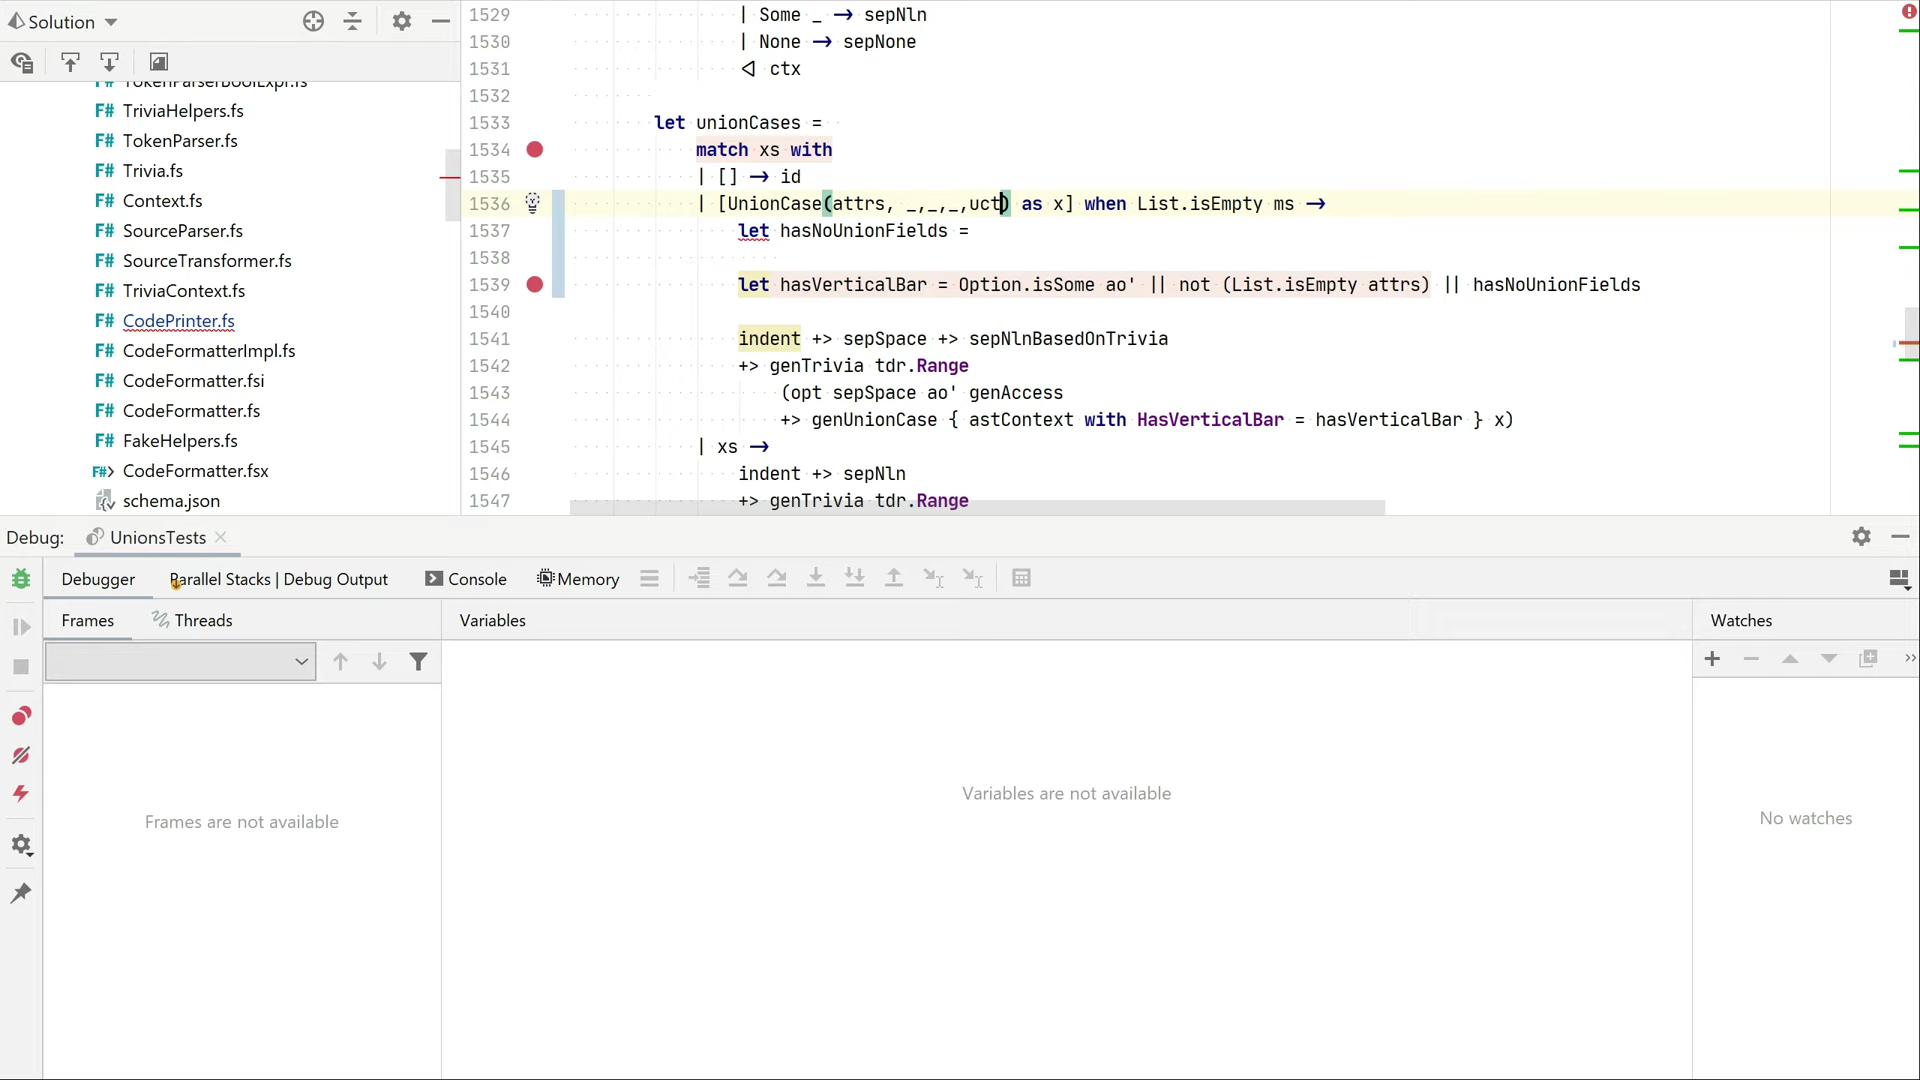 Solution
TokenParserBoolExpr.fs
F# TriviaHelpers.fs
F# TokenParser.fs
F# Trivia.fs
F# Context.fs
F# SourceParser.fs
F# SourceTransformer.fs
F# TriviaContext.fs
F# CodePrinter.fs
F# CodeFormatterImpl.fs
F# CodeFormatter.fsi
F# CodeFormatter.fs
F# FakeHelpers.fs
F# CodeFormatter.fsx
schema.json
1529 | Some _ → sepNln
1530 | None → sepNone
1531 ◁ ctx
1532
1533 let unionCases =
1534 match xs with
1535 | [] → id
1536 | [UnionCase(attrs, _,_,_,uct) as x] when List.isEmpty ms →
1537 let hasNoUnionFields =
1538
1539 let hasVerticalBar = Option.isSome ao' || not (List.isEmpty attrs) || hasNoUnionFields
1540
1541 indent +> sepSpace +> sepNlnBasedOnTrivia
1542 +> genTrivia tdr.Range
1543 (opt sepSpace ao' genAccess
1544 +> genUnionCase { astContext with HasVerticalBar = hasVerticalBar } x)
1545 | xs →
1546 indent +> sepNln
1547 +> genTrivia tdr.Range
Debug: UnionsTests
Debugger Parallel Stacks | Debug Output Console Memory
Frames Threads Variables Watches
Frames are not available
Variables are not available
No watches